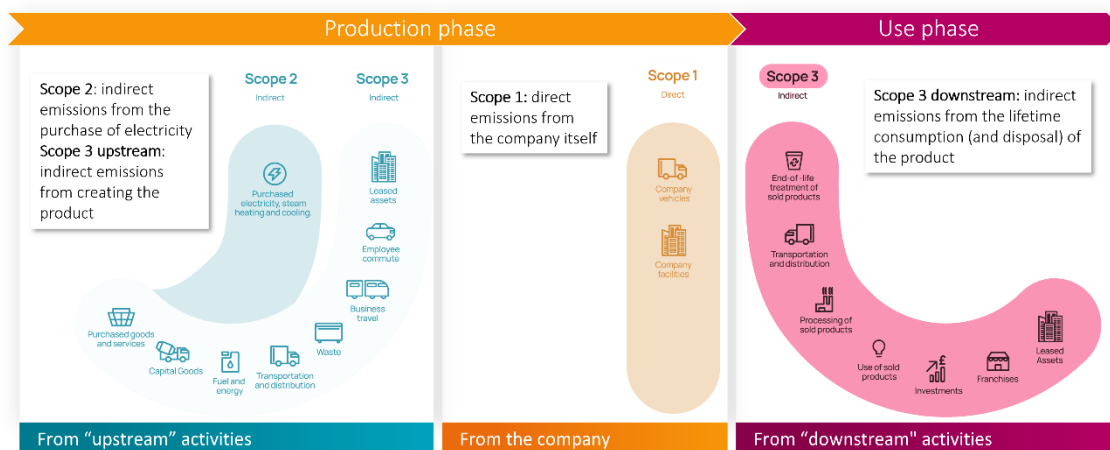 Production phase
Use phase
Scope 2: indirect
emissions from the
purchase of electricity
Scope 3 upstream:
indirect emissions
from creating the
product
Scope 2
Indirect
Scope 3
Indirect
Purchased
electricity, steam
heating and cooling.
Leased
assets
Employee
commute
Business
travel
Waste
Transportation
and distribution
Fuel and
energy
Capital Goods
Purchased goods
and services
From "upstream" activities
Scope 1: direct
emissions from
the company itself
Scope 1
Direct
Company
vehicles
Company
facilities
From the company
Scope 3
Indirect
Scope 3 downstream: indirect
emissions from the lifetime
consumption (and disposal) of
the product
End-of-life
treatment of
sold products
Transportation
and distribution
Processing of
sold products
Use of sold
products
£
Investments
Franchises
Leased
Assets
From "downstream" activities